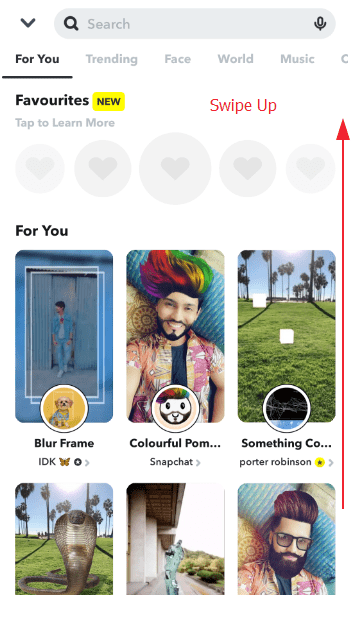 Search
For You Trending Face World Music
Favourites NEW
Swipe Up
Tap to Learn More
For You
Blur Frame
Colourful Pom...
Something Co...
IDK
Snapchat
porter robinson